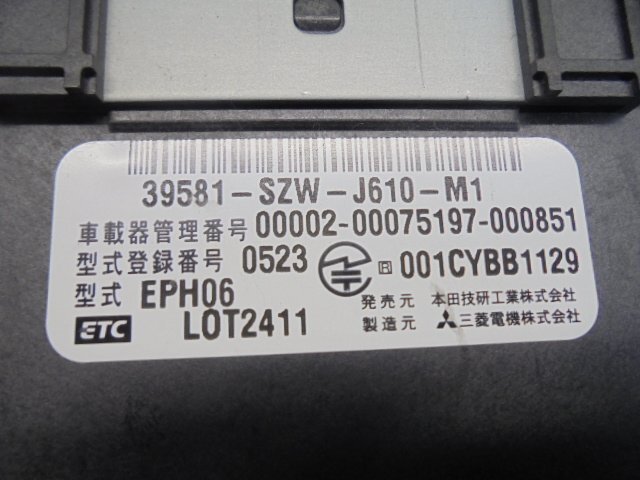 39581-SZW-J610-M1
車載器管理番号 00002-00075197-000851
型式登録番号 0523 R 001CYBB1129
型式 EPH06
発売元 本田技研工業株式会社
ETC LOT2411
製造元 三菱電機株式会社